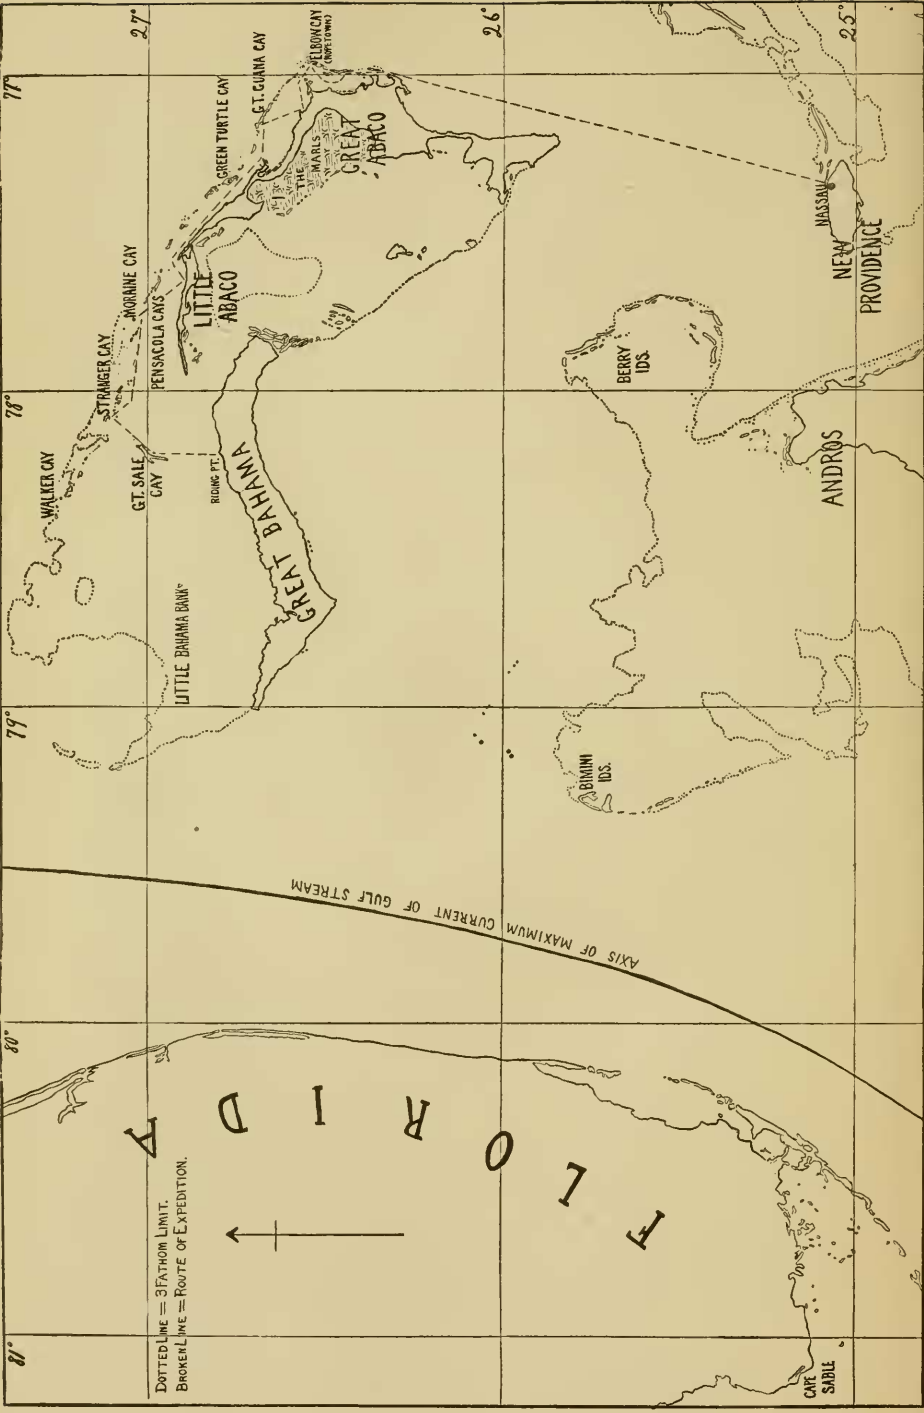 27°
26°
25°
77°
78°
79°
80°
81°
WALKER CAY
STRANGER CAY
MORAINE CAY
PENSACOLA CAYS
GREEN TURTLE CAY
GT. GUANA CAY
ELBOW CAY
(HOPETOWN)
GT. SALE
CAY
LITTLE
ABACO
THE
MARLS
GREAT
ABACO
RIDING PT.
GREAT BAHAMA
LITTLE BAHAMA BANK
BERRY
IDS.
BIMINI
IDS.
NASSAU
NEW
PROVIDENCE
ANDROS
AXIS OF MAXIMUM CURRENT OF GULF STREAM
FLORIDA
CAPE
SABLE
DOTTED LINE = 3 FATHOM LIMIT.
BROKEN LINE = ROUTE OF EXPEDITION.